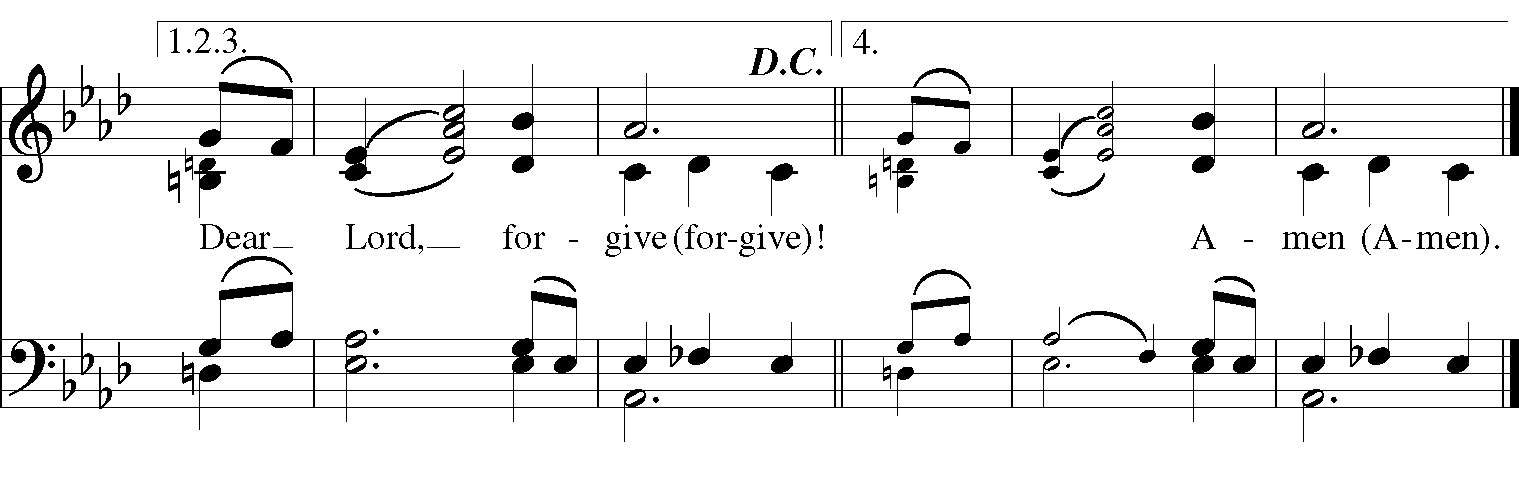 1.2.3. D.C. 4.
Dear Lord, for - give (for-give)! A - men (A-men).